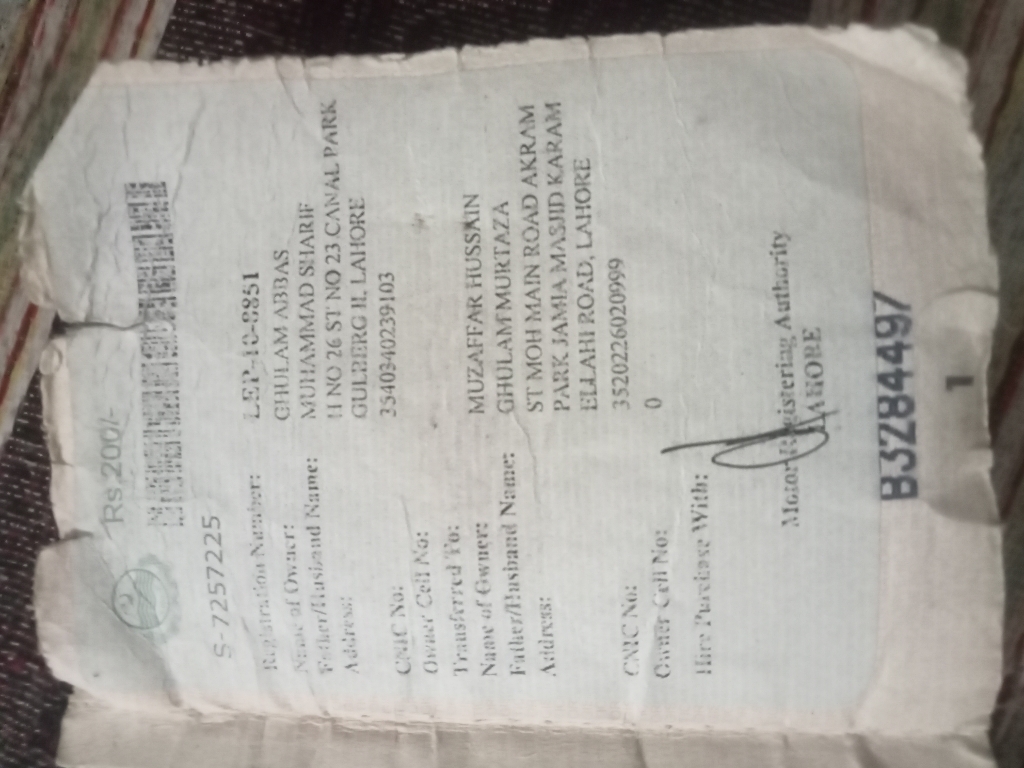 Rs.200/-
S-7257225
Registration Number: LEP-10-8851
Name of Owner: GHULAM ABBAS
Father/Husband Name: MUHAMMAD SHARIF
Address: H NO 26 ST NO 23 CANAL PARK
GULBERG II, LAHORE
CNIC No: 3540340239103
Owner Cell No:
Transferred To:
Name of Owner: MUZAFFAR HUSSAIN
Father/Husband Name: GHULAM MURTAZA
Address: ST MOH MAIN ROAD AKRAM
PARK JAMIA MASJID KARAM
ELLAHI ROAD, LAHORE
CNIC No: 3520226020999
Owner Cell No: 0
Hire Purchase With:
Motor Registering Authority
LAHORE
B3284497
1